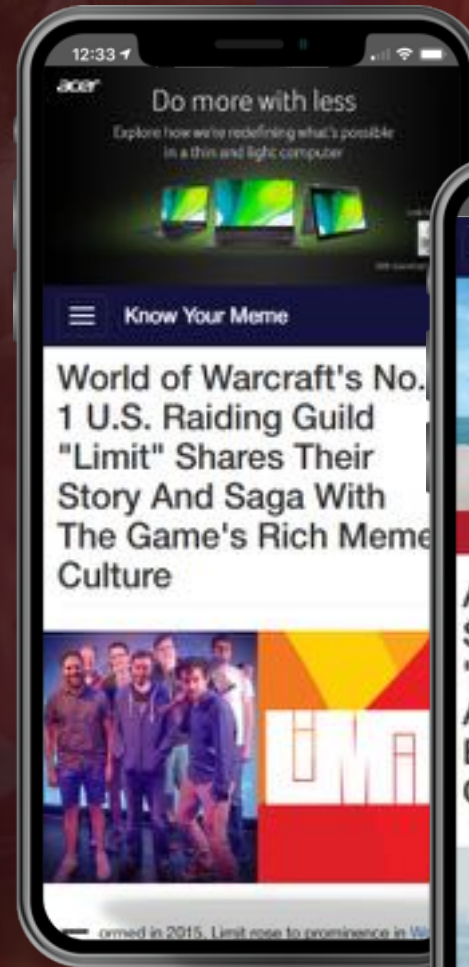 12:33
acer
Do more with less
Explore how we're redefining what's possible
in a thin and light computer
Know Your Meme
World of Warcraft's No.
1 U.S. Raiding Guild
"Limit" Shares Their
Story And Saga With
The Game's Rich Meme
Culture
LIMIT
ormed in 2015, Limit rose to prominence in